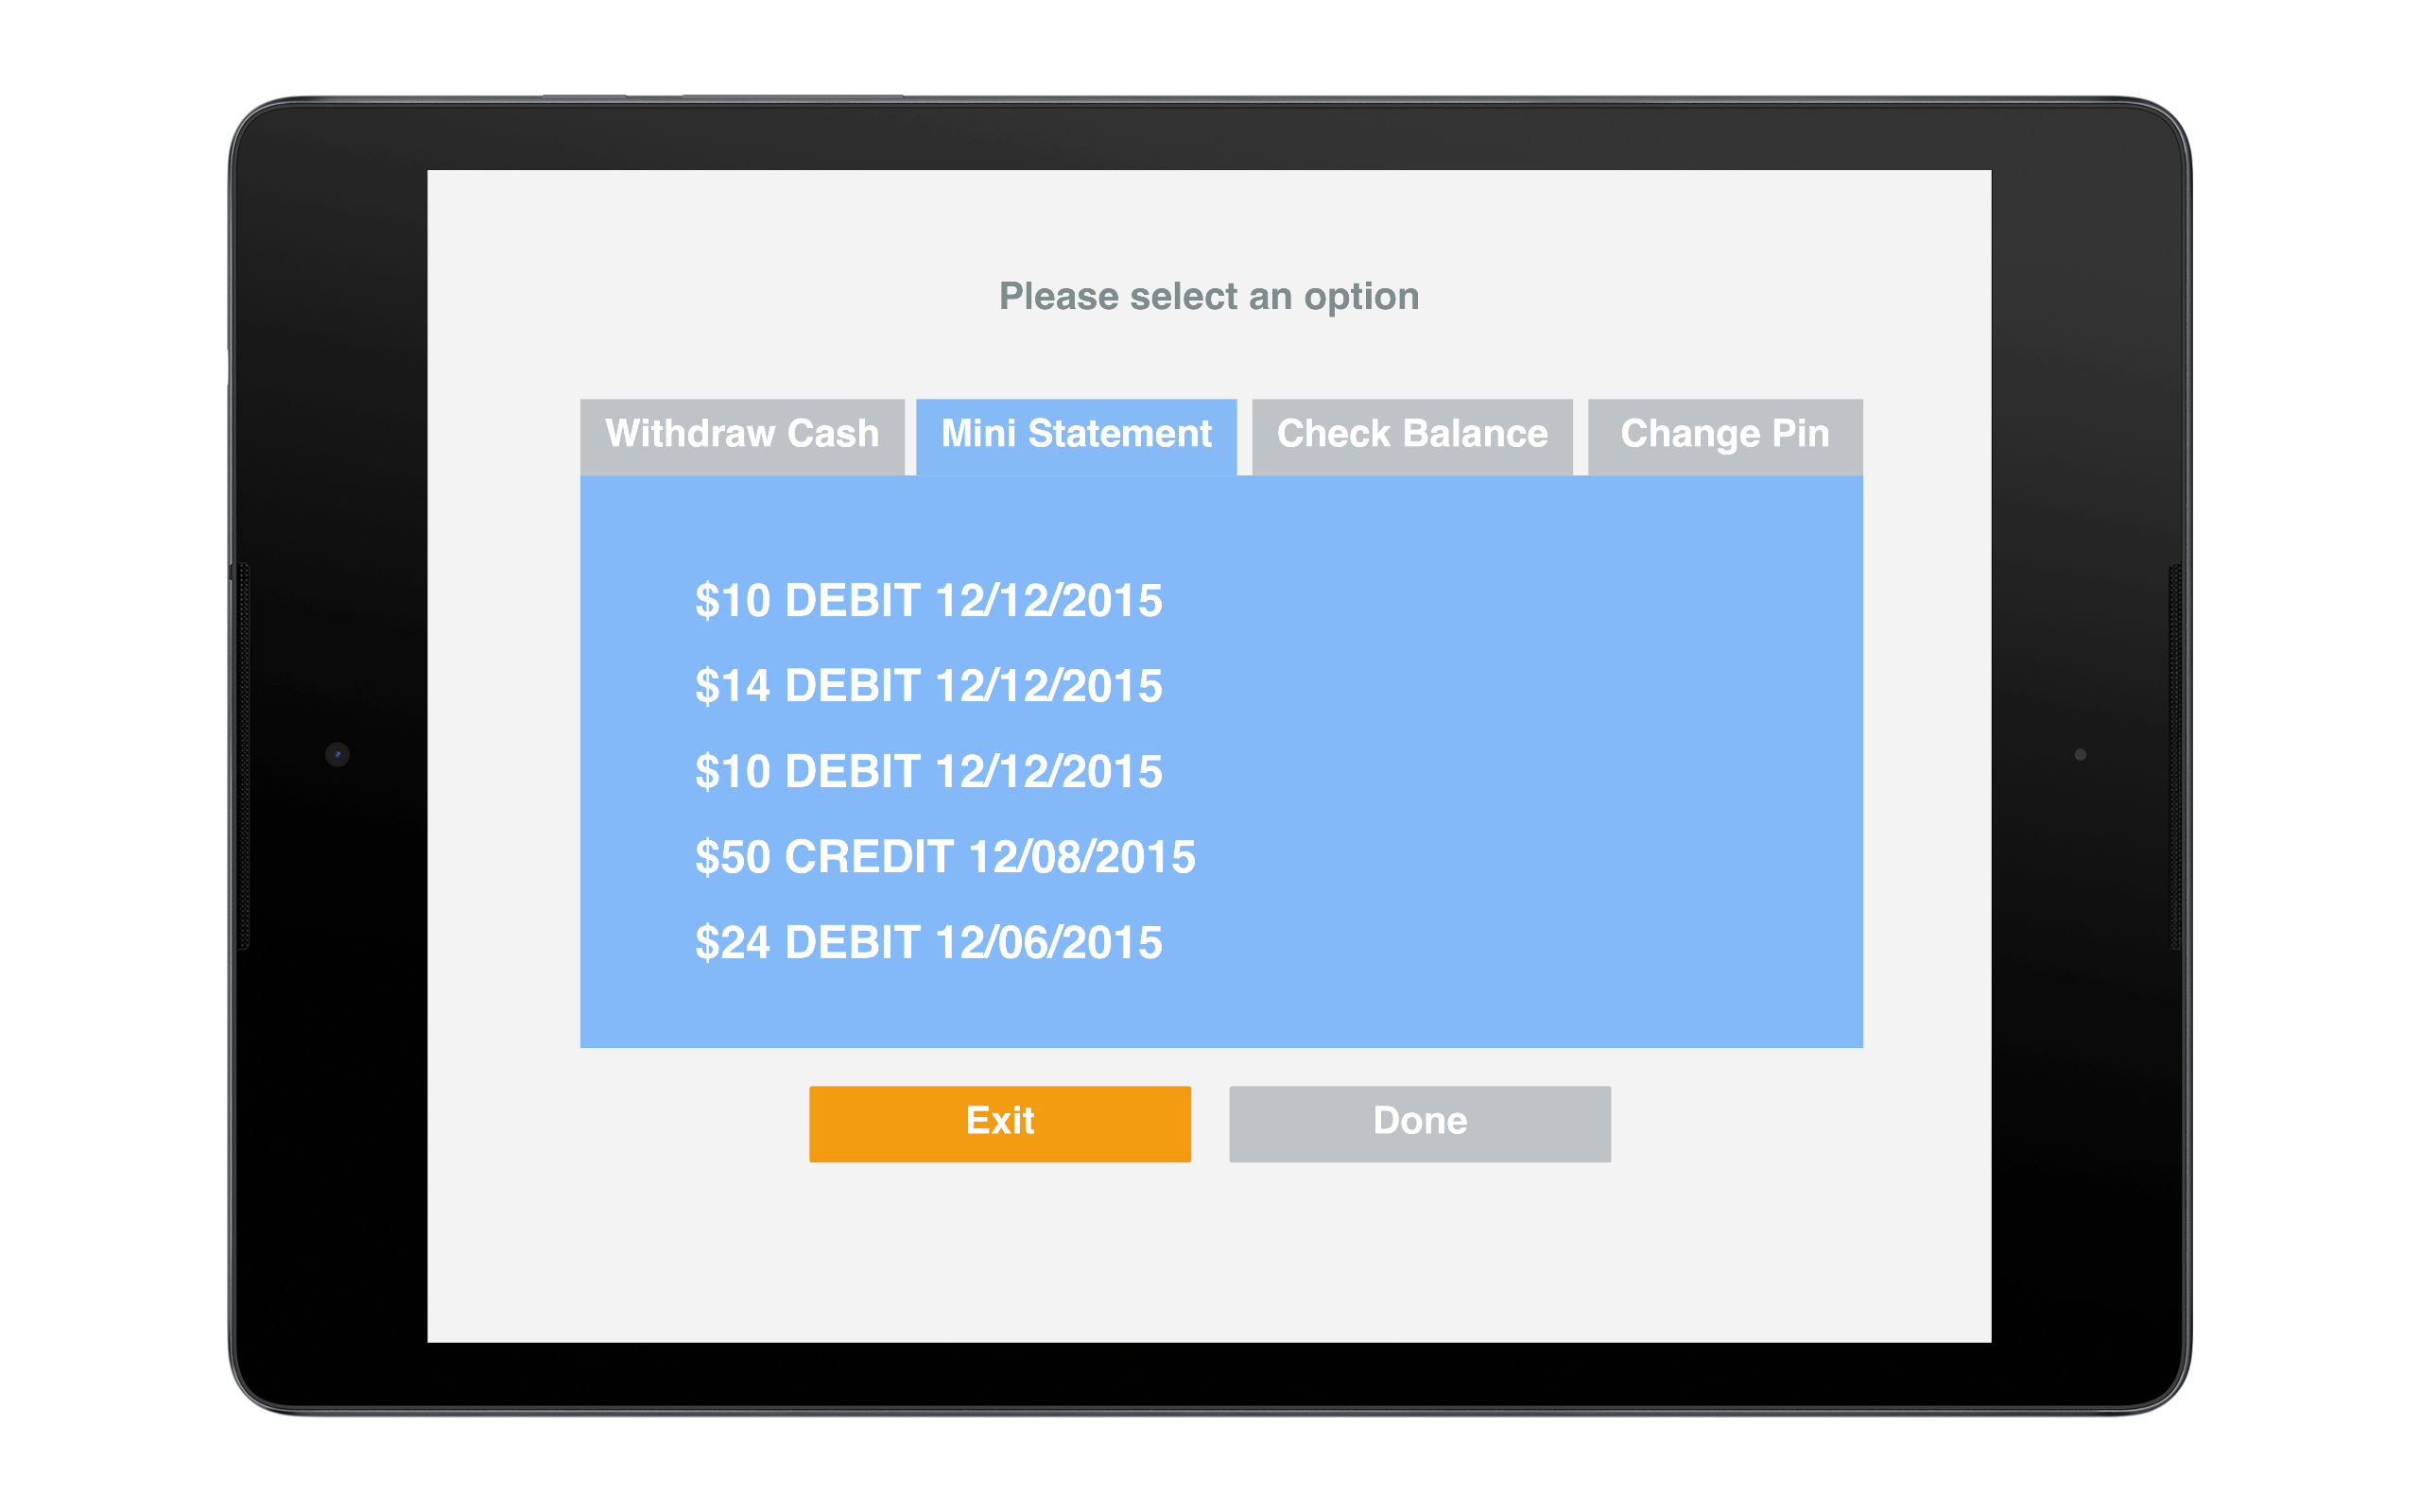 Please select an option
Withdraw Cash Mini Statement Check Balance Change Pin
$10 DEBIT 12/12/2015
$14 DEBIT 12/12/2015
$10 DEBIT 12/12/2015
$50 CREDIT 12/08/2015
$24 DEBIT 12/06/2015
Exit Done